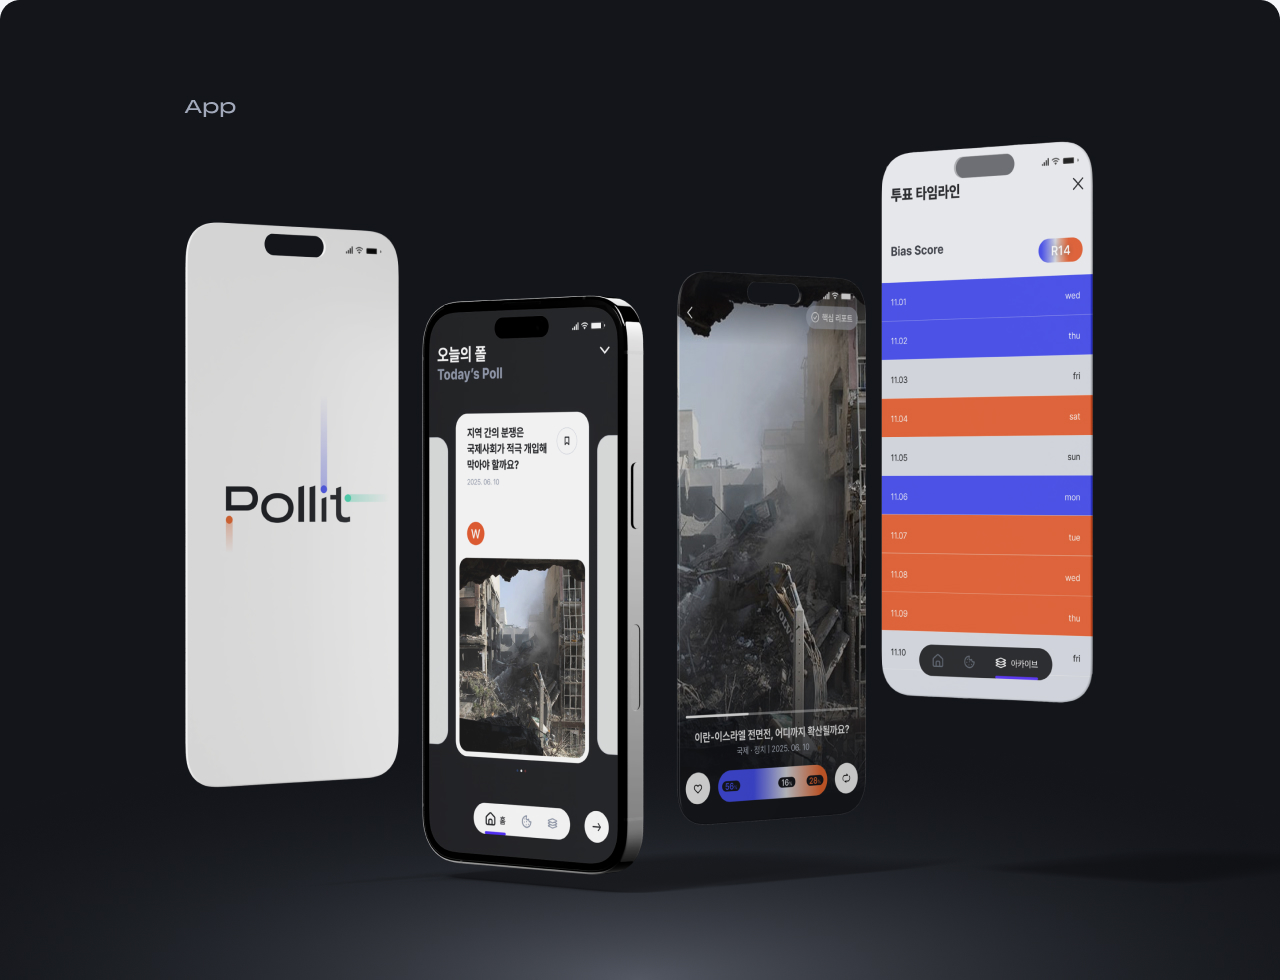 App
Pollit
오늘의 폴
Today's Poll
지역 간의 분쟁은
국제사회가 적극 개입해
막아야 할까요?
2025. 06. 10
W
홈
핵심 리포트
VOLVO
이란-이스라엘 전면전, 어디까지 확산될까요?
국제 · 정치 | 2025. 06. 10
56%
16%
28%
투표 타임라인
Bias Score
R14
11.01 wed
11.02 thu
11.03 fri
11.04 sat
11.05 sun
11.06 mon
11.07 tue
11.08 wed
11.09 thu
11.10 fri
아카이브